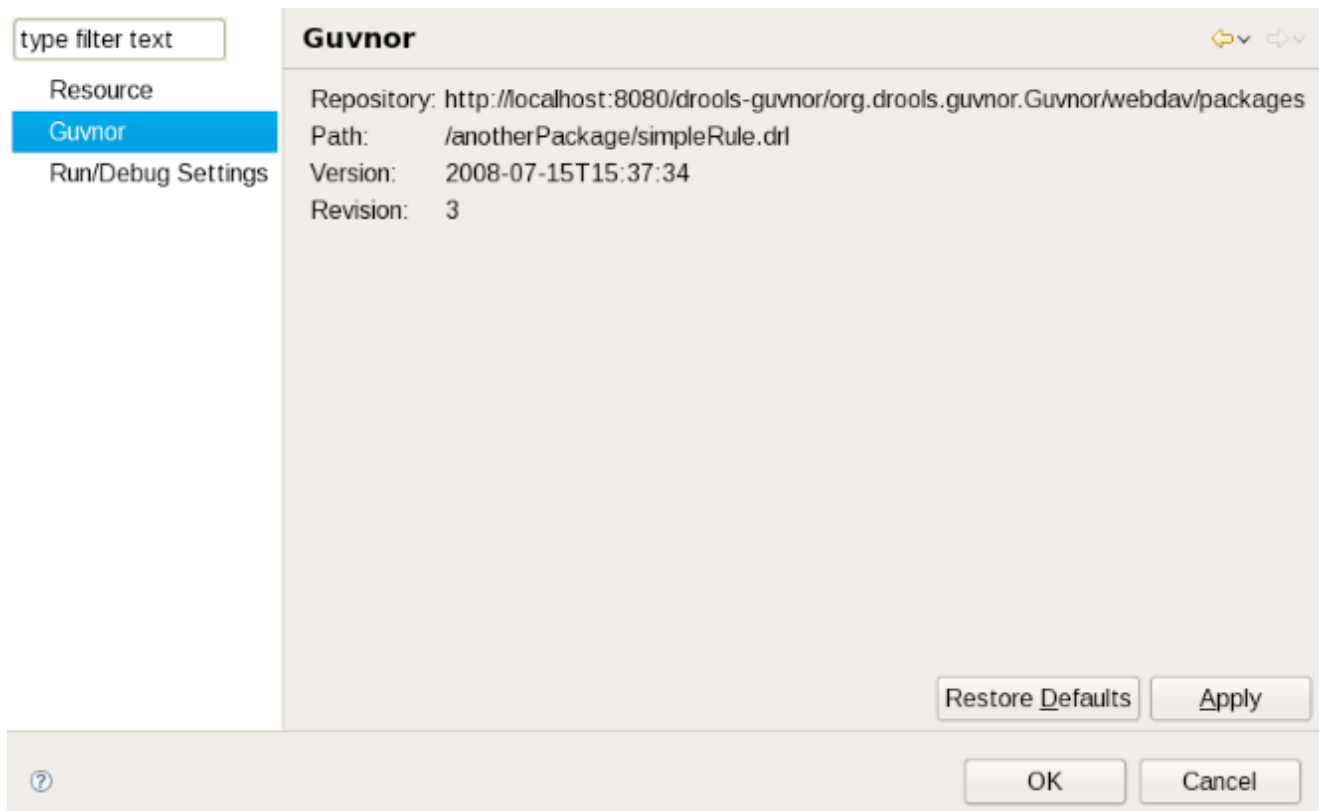 type filter text
Resource
Guvnor
Run/Debug Settings
Guvnor
Repository: http://localhost:8080/drools-guvnor/org.drools.guvnor.Guvnor/webdav/packages
Path: /anotherPackage/simpleRule.drl
Version: 2008-07-15T15:37:34
Revision: 3
Restore Defaults Apply
? OK Cancel